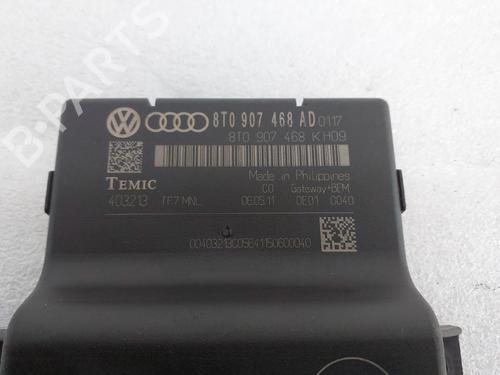 B-PARTS
8T0 907 468 AD 0117
8T0 907 468 K H09
TEMIC
Made in Philippines
C0 Gateway+BEM
403213 TF7 MNL 06.05.11 0E01 0040
00403213C05641150600040